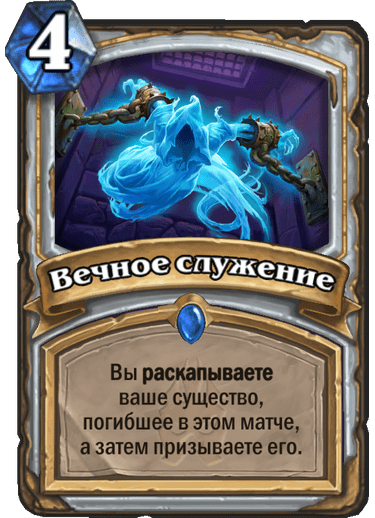 4
Вечное служение
Вы раскапываете
ваше существо,
погибшее в этом матче,
а затем призываете его.